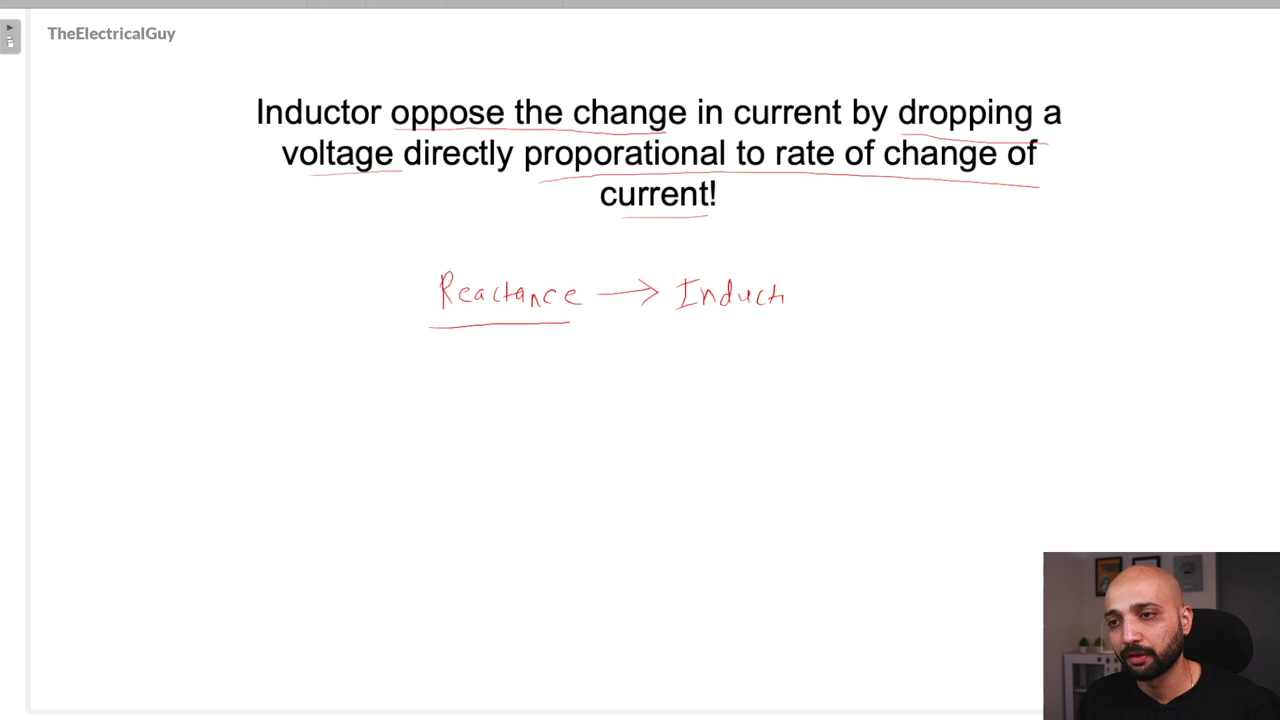 TheElectricalGuy
Inductor oppose the change in current by dropping a
voltage directly proporational to rate of change of
current!
Reactance → Inducti